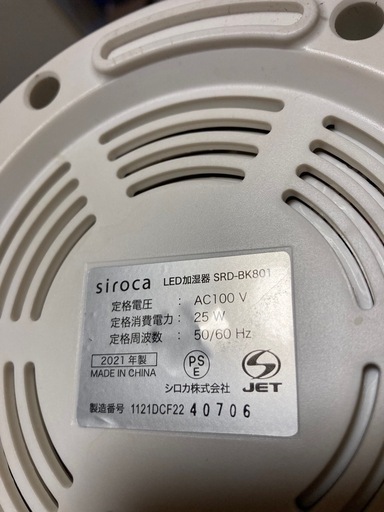 siroca LED加湿器 SRD-BK801
定格電圧 : AC100 V
定格消費電力 : 25 W
定格周波数 : 50/60 Hz
2021年製
MADE IN CHINA
PS
E
シロカ株式会社
S
JET
製造番号 1121DCF22 40706